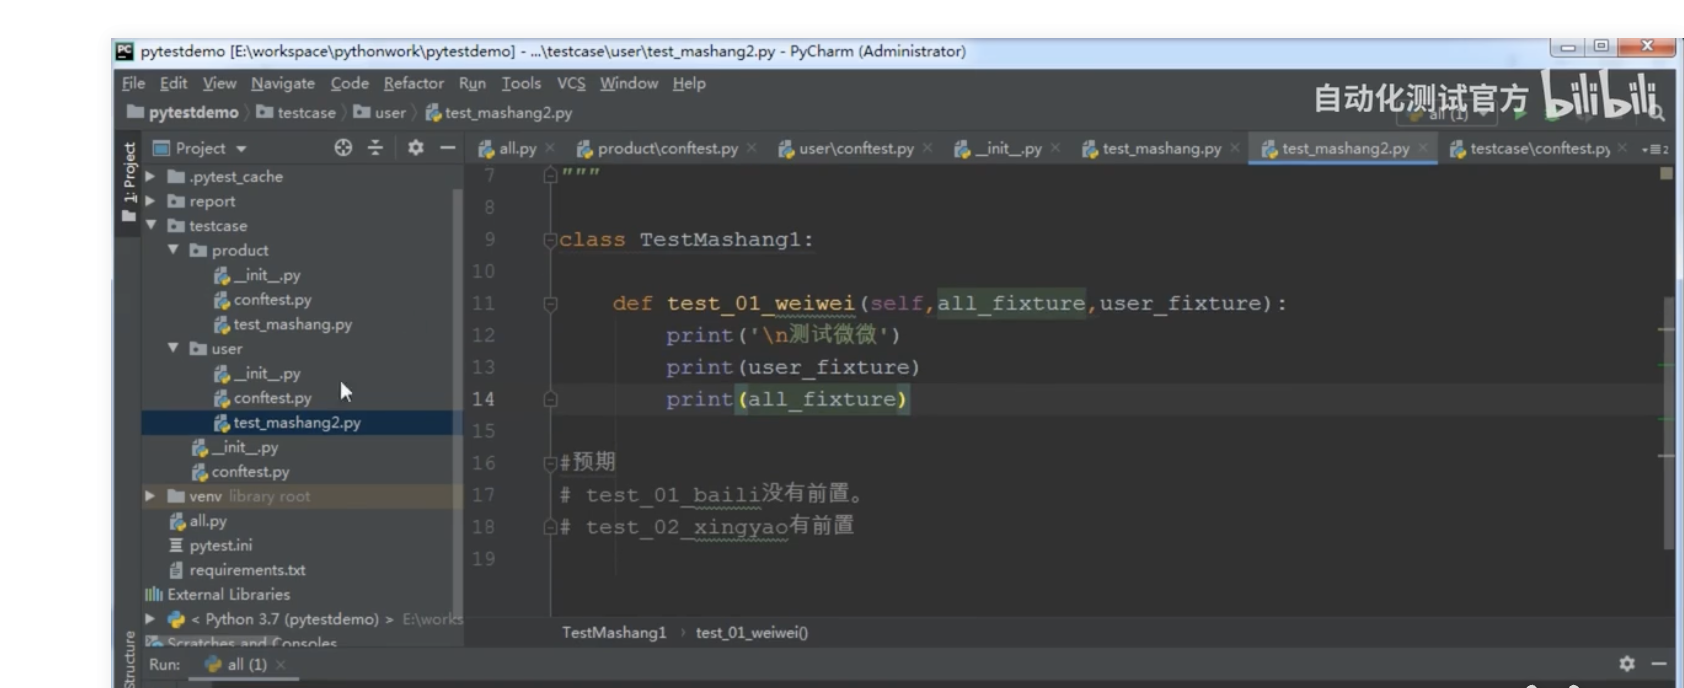 pytestdemo [E:\workspace\pythonwork\pytestdemo] - ...\testcase\user\test_mashang2.py - PyCharm (Administrator)
File Edit View Navigate Code Refactor Run Tools VCS Window Help
自动化测试官方 bilibili
pytestdemo testcase user test_mashang2.py
all (1)
1: Project
Project
all.py product\conftest.py user\conftest.py __init__.py test_mashang.py test_mashang2.py testcase\conftest.py
.pytest_cache
report
testcase
product
__init__.py
conftest.py
test_mashang.py
user
__init__.py
conftest.py
test_mashang2.py
__init__.py
conftest.py
venv library root
all.py
pytest.ini
requirements.txt
External Libraries
< Python 3.7 (pytestdemo) > E:\works
Scratches and Consoles
7 """
8
9 class TestMashang1:
10
11 def test_01_weiwei(self,all_fixture,user_fixture):
12 print('\n测试微微')
13 print(user_fixture)
14 print(all_fixture)
15
16 #预期
17 # test_01_baili没有前置。
18 # test_02_xingyao有前置
19
TestMashang1 › test_01_weiwei()
Structure
Run: all (1)